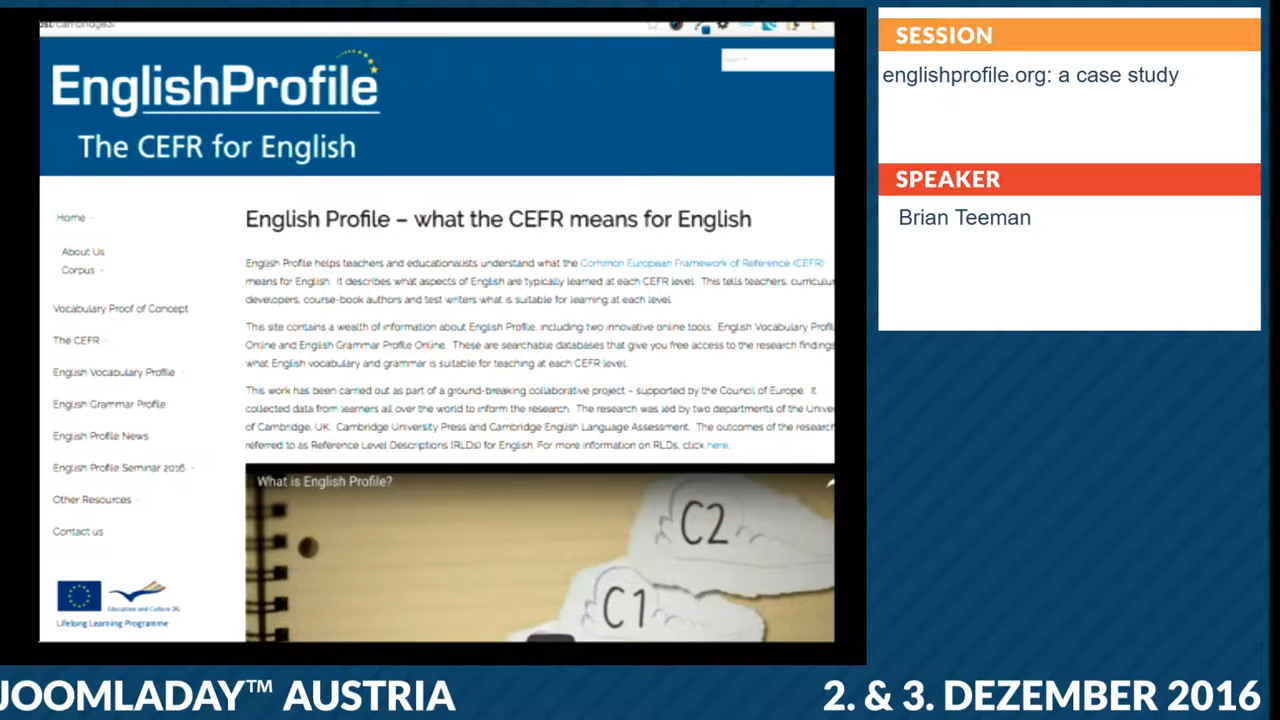 EnglishProfile
The CEFR for English
Home
About Us
Corpus
Vocabulary Proof of Concept
The CEFR
English Vocabulary Profile
English Grammar Profile
English Profile News
English Profile Seminar 2016
Other Resources
Contact us
Education and Culture DG
Lifelong Learning Programme
English Profile – what the CEFR means for English
English Profile helps teachers and educationalists understand what the Common European Framework of Reference (CEFR)
means for English. It describes what aspects of English are typically learned at each CEFR level. This tells teachers, curriculu
developers, course-book authors and test writers what is suitable for learning at each level.
This site contains a wealth of information about English Profile, including two innovative online tools: English Vocabulary Profil
Online and English Grammar Profile Online. These are searchable databases that give you free access to the research findings
what English vocabulary and grammar is suitable for teaching at each CEFR level.
This work has been carried out as part of a ground-breaking collaborative project – supported by the Council of Europe. It
collected data from learners all over the world to inform the research. The research was led by two departments of the Unive
of Cambridge, UK. Cambridge University Press and Cambridge English Language Assessment. The outcomes of the research
referred to as Reference Level Descriptions (RLDs) for English. For more information on RLDs, click here.
What is English Profile?
C2
C1
SESSION
englishprofile.org: a case study
SPEAKER
Brian Teeman
JOOMLADAY™ AUSTRIA
2. & 3. DEZEMBER 2016